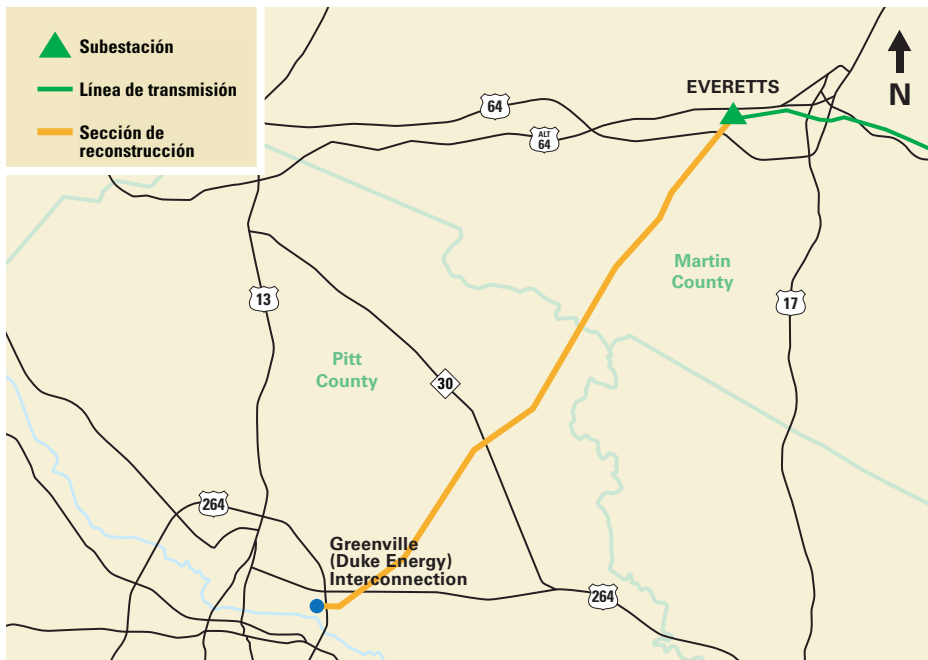 Subestación
Línea de transmisión
Sección de
reconstrucción
N
EVERETTS
64
ALT
64
Martin
County
13
17
Pitt
County
30
264
Greenville
(Duke Energy)
Interconnection
264